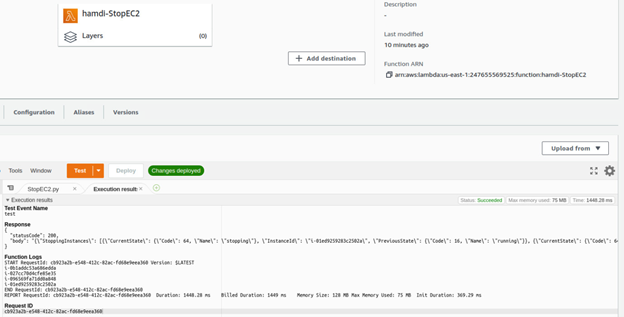 hamdi-StopEC2
Layers
(0)
Add destination
Description
-
Last modified
10 minutes ago
Function ARN
arn:aws:lambda:us-east-1:247655569525:function:hamdi-StopEC2
Configuration
Aliases
Versions
Upload from
Tools Window Test Deploy Changes deployed
StopEC2.py Execution results
Execution results Status: Succeeded Max memory used: 75 MB Time: 1448.28 ms
Test Event Name
test
Response
{
"statusCode": 200,
"body": "{\"StoppingInstances\": [{\"CurrentState\": {\"Code\": 64, \"Name\": \"stopping\"}, \"InstanceId\": \"i-01ed9259283c2502a\", \"PreviousState\": {\"Code\": 16, \"Name\": \"running\"}}, {\"CurrentState\": {\"Code\": 64
}
Function Logs
START RequestId: cb923a2b-e548-412c-82ac-fd68e9eea368 Version: $LATEST
i-0b1addc53a686edda
i-027cc78d4cfe85e35
i-096569fa71dd0a648
i-01ed9259283c2502a
END RequestId: cb923a2b-e548-412c-82ac-fd68e9eea368
REPORT RequestId: cb923a2b-e548-412c-82ac-fd68e9eea368 Duration: 1448.28 ms Billed Duration: 1449 ms Memory Size: 128 MB Max Memory Used: 75 MB Init Duration: 369.29 ms
Request ID
cb923a2b-e548-412c-82ac-fd68e9eea368